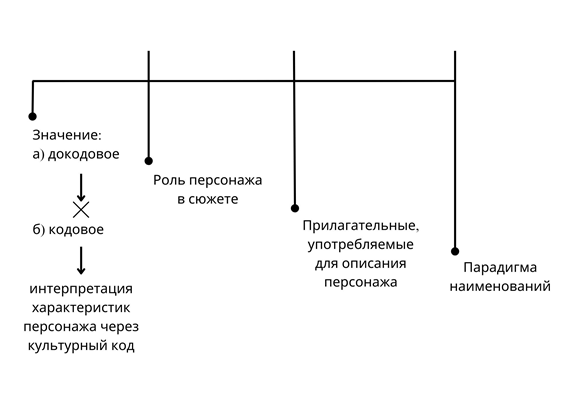 Значение:
а) докодовое
б) кодовое
интерпретация
характеристик
персонажа через
культурный код
Роль персонажа
в сюжете
Прилагательные,
употребляемые
для описания
персонажа
Парадигма
наименований